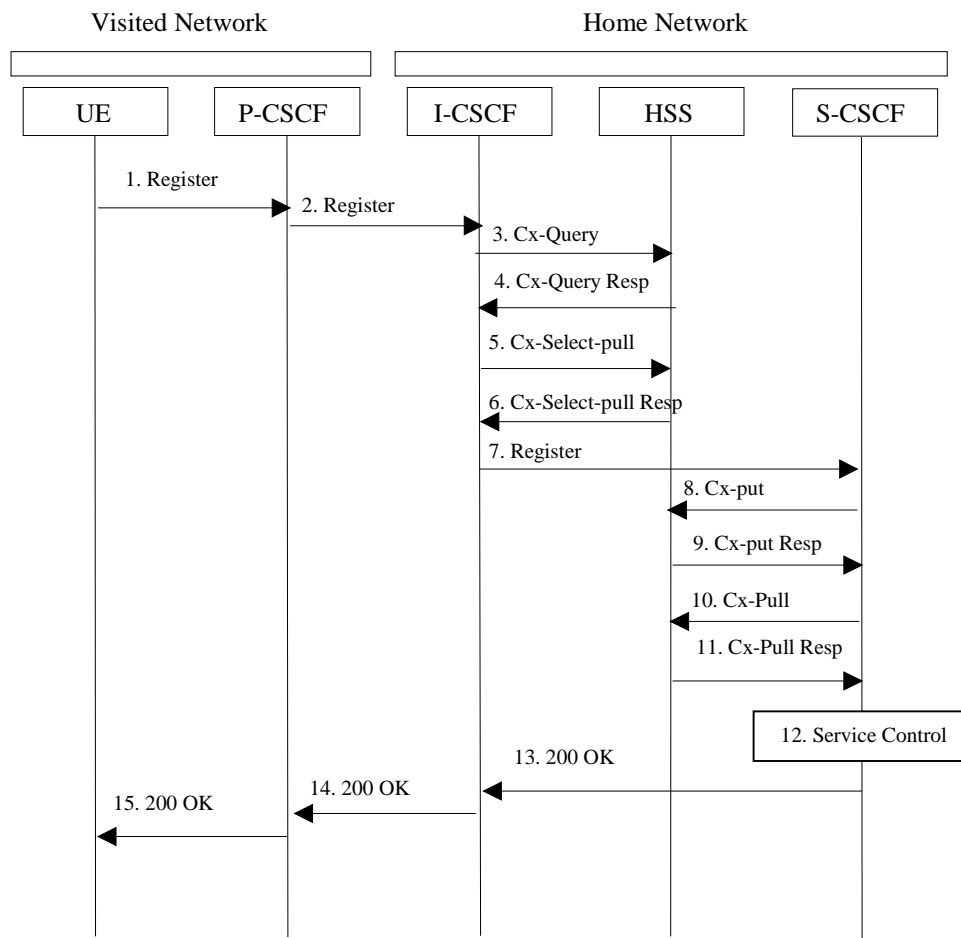 Visited Network
Home Network
UE
P-CSCF
I-CSCF
HSS
S-CSCF
1. Register
2. Register
3. Cx-Query
4. Cx-Query Resp
5. Cx-Select-pull
6. Cx-Select-pull Resp
7. Register
8. Cx-put
9. Cx-put Resp
10. Cx-Pull
11. Cx-Pull Resp
12. Service Control
13. 200 OK
14. 200 OK
15. 200 OK